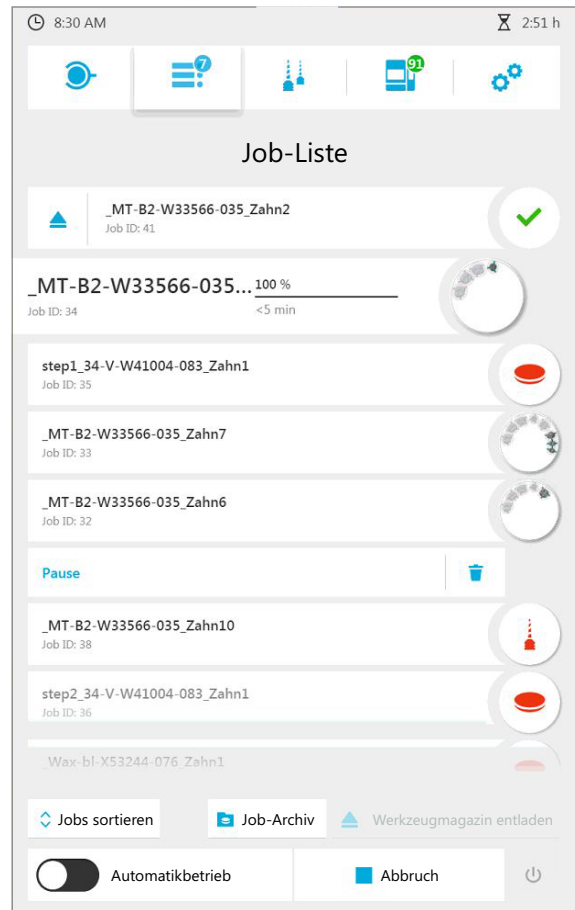 8:30 AM
2:51 h
7
91
Job-Liste
_MT-B2-W33566-035_Zahn2
Job ID: 41
_MT-B2-W33566-035... 100 %
Job ID: 34 <5 min
step1_34-V-W41004-083_Zahn1
Job ID: 35
_MT-B2-W33566-035_Zahn7
Job ID: 33
_MT-B2-W33566-035_Zahn6
Job ID: 32
Pause
_MT-B2-W33566-035_Zahn10
Job ID: 38
step2_34-V-W41004-083_Zahn1
Job ID: 36
_Wax-bl-X53244-076_Zahn1
Jobs sortieren
Job-Archiv
Werkzeugmagazin entladen
Automatikbetrieb
Abbruch